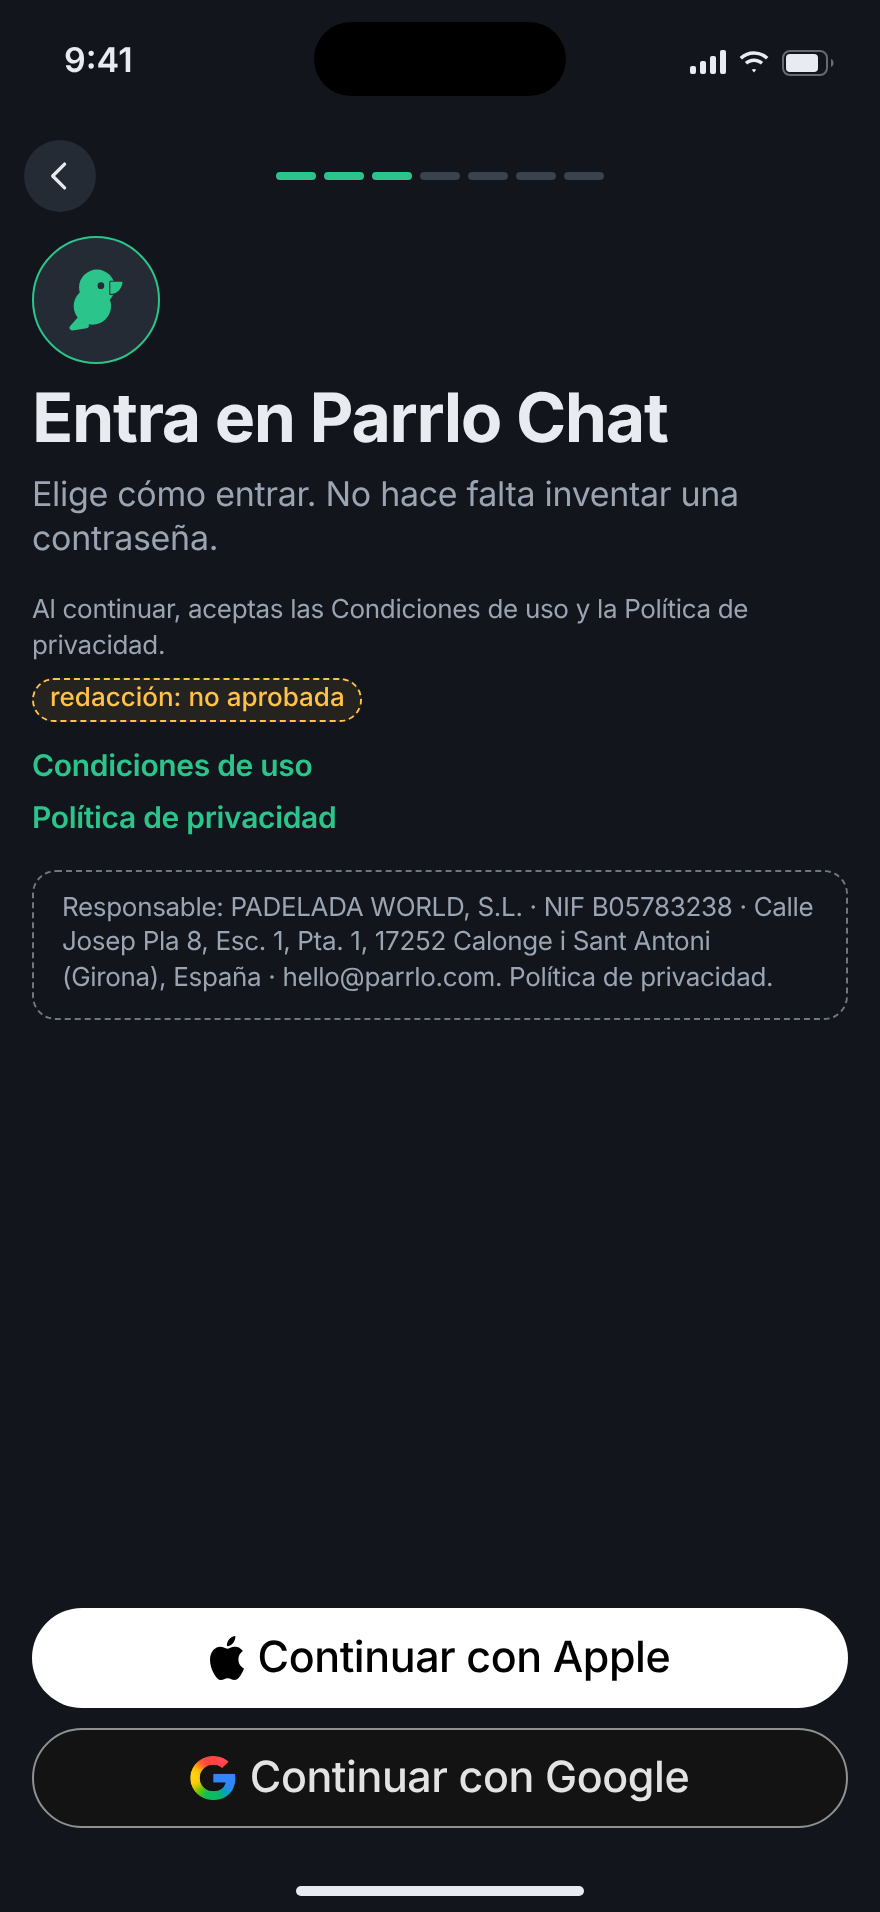 9:41
Entra en Parrlo Chat
Elige cómo entrar. No hace falta inventar una
contraseña.
Al continuar, aceptas las Condiciones de uso y la Política de
privacidad.
redacción: no aprobada
Condiciones de uso
Política de privacidad
Responsable: PADELADA WORLD, S.L. · NIF B05783238 · Calle
Josep Pla 8, Esc. 1, Pta. 1, 17252 Calonge i Sant Antoni
(Girona), España · hello@parrlo.com. Política de privacidad.
Continuar con Apple
Continuar con Google